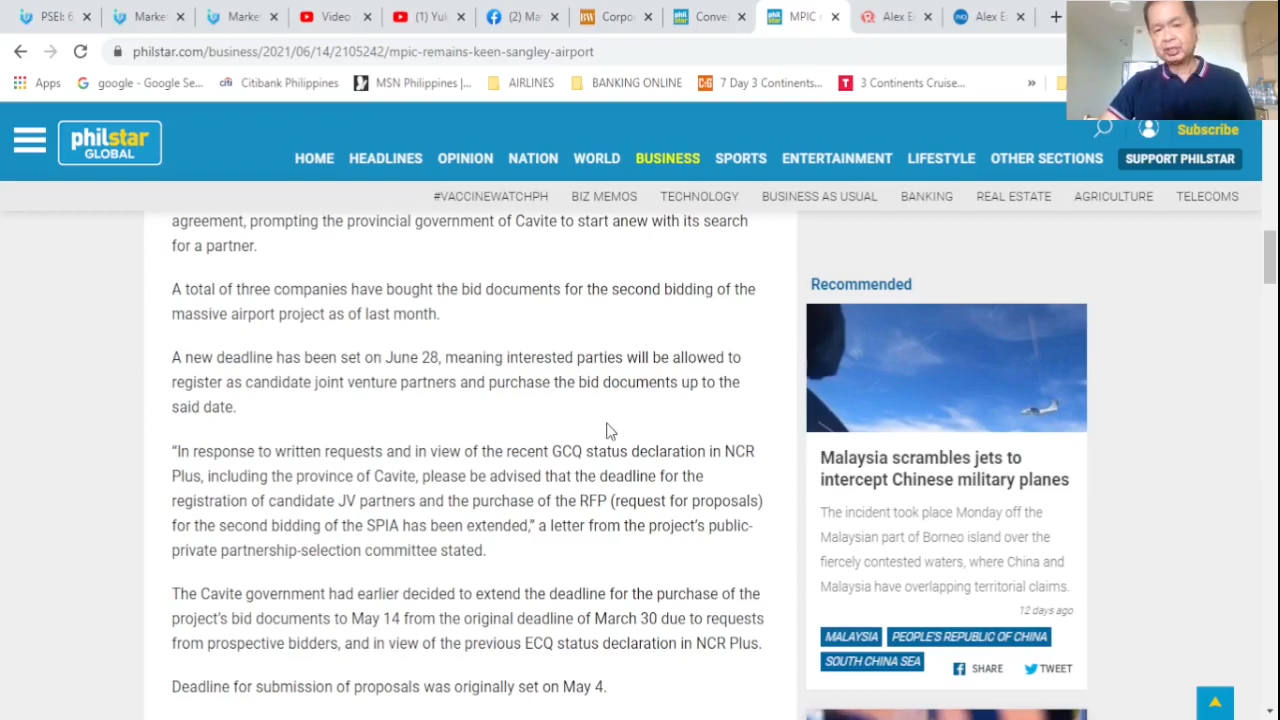 PSEI:
Marke
Marke
Video
(1) Yu
(2) Ma
BW
Corpo
Conve
MPIC
Alex E
Alex E
philstar.com/business/2021/06/14/2105242/mpic-remains-keen-sangley-airport
Apps
google - Google Se...
Citibank Philippines
MSN Philippines |...
AIRLINES
BANKING ONLINE
7 Day 3 Continents...
3 Continents Cruise...
»
philstar
GLOBAL
Subscribe
HOME HEADLINES OPINION NATION WORLD BUSINESS SPORTS ENTERTAINMENT LIFESTYLE OTHER SECTIONS SUPPORT PHILSTAR
#VACCINEWATCHPH BIZ MEMOS TECHNOLOGY BUSINESS AS USUAL BANKING REAL ESTATE AGRICULTURE TELECOMS
agreement, prompting the provincial government of Cavite to start anew with its search
for a partner.
A total of three companies have bought the bid documents for the second bidding of the
massive airport project as of last month.
A new deadline has been set on June 28, meaning interested parties will be allowed to
register as candidate joint venture partners and purchase the bid documents up to the
said date.
“In response to written requests and in view of the recent GCQ status declaration in NCR
Plus, including the province of Cavite, please be advised that the deadline for the
registration of candidate JV partners and the purchase of the RFP (request for proposals)
for the second bidding of the SPIA has been extended,” a letter from the project’s public-
private partnership-selection committee stated.
The Cavite government had earlier decided to extend the deadline for the purchase of the
project’s bid documents to May 14 from the original deadline of March 30 due to requests
from prospective bidders, and in view of the previous ECQ status declaration in NCR Plus.
Deadline for submission of proposals was originally set on May 4.
Recommended
Malaysia scrambles jets to
intercept Chinese military planes
The incident took place Monday off the
Malaysian part of Borneo island over the
fiercely contested waters, where China and
Malaysia have overlapping territorial claims.
12 days ago
MALAYSIA PEOPLE'S REPUBLIC OF CHINA
SOUTH CHINA SEA
SHARE TWEET